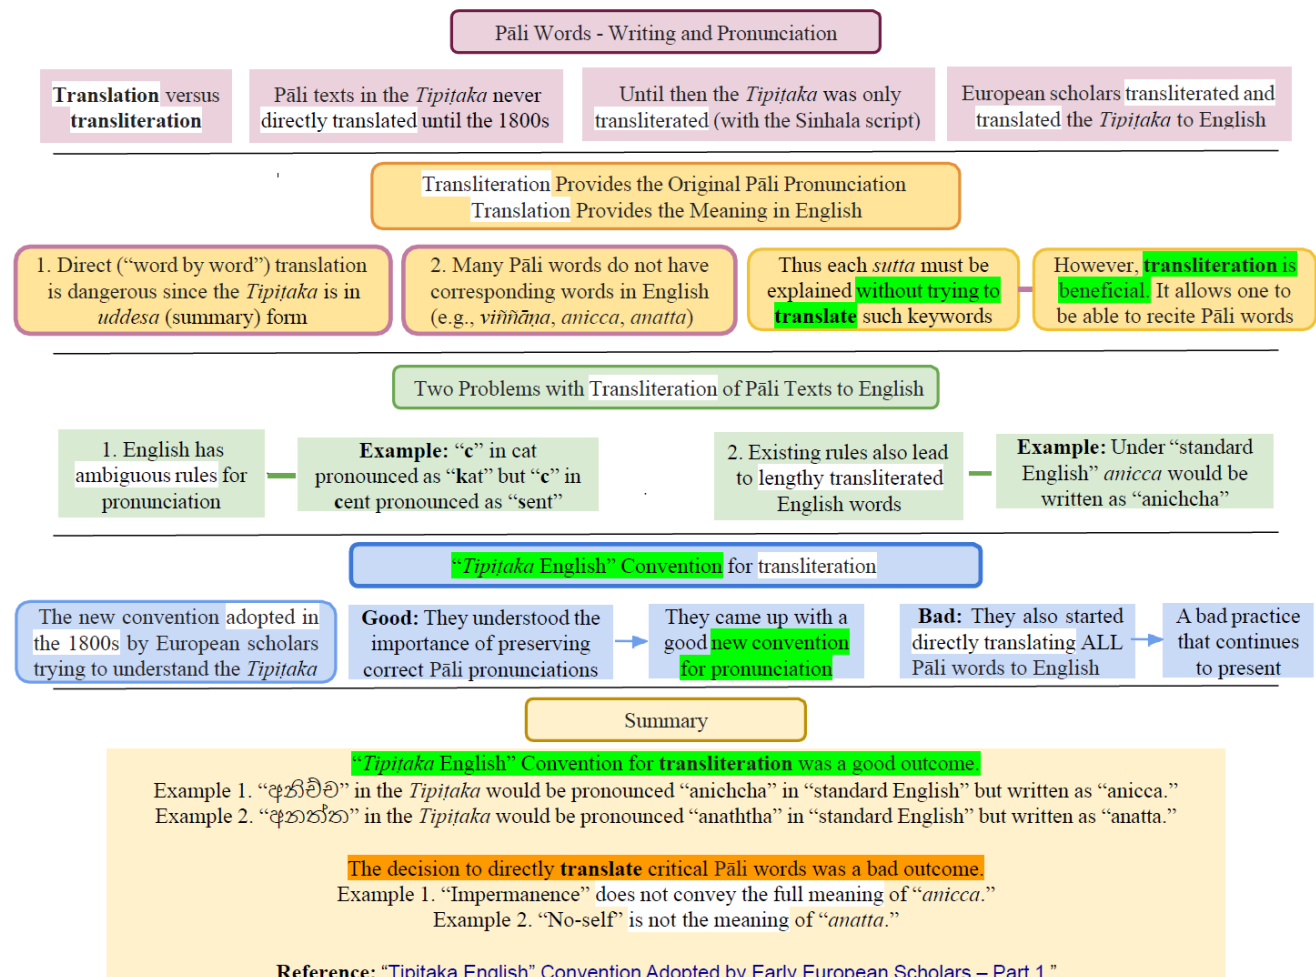 Pāli Words - Writing and Pronunciation
Translation versus
transliteration
Pāli texts in the Tipiṭaka never
directly translated until the 1800s
Until then the Tipiṭaka was only
transliterated (with the Sinhala script)
European scholars transliterated and
translated the Tipiṭaka to English
Transliteration Provides the Original Pāli Pronunciation
Translation Provides the Meaning in English
1. Direct (“word by word”) translation
is dangerous since the Tipiṭaka is in
uddesa (summary) form
2. Many Pāli words do not have
corresponding words in English
(e.g., viññāṇa, anicca, anatta)
Thus each sutta must be
explained without trying to
translate such keywords
However, transliteration is
beneficial. It allows one to
be able to recite Pāli words
Two Problems with Transliteration of Pāli Texts to English
1. English has
ambiguous rules for
pronunciation
Example: “c” in cat
pronounced as “kat” but “c” in
cent pronounced as “sent”
2. Existing rules also lead
to lengthy transliterated
English words
Example: Under “standard
English” anicca would be
written as “anichcha”
“Tipiṭaka English” Convention for transliteration
The new convention adopted in
the 1800s by European scholars
trying to understand the Tipiṭaka
Good: They understood the
importance of preserving
correct Pāli pronunciations
They came up with a
good new convention
for pronunciation
Bad: They also started
directly translating ALL
Pāli words to English
A bad practice
that continues
to present
Summary
“Tipiṭaka English” Convention for transliteration was a good outcome.
Example 1. “අනිච්ච” in the Tipiṭaka would be pronounced “anichcha” in “standard English” but written as “anicca.”
Example 2. “අනත්ත” in the Tipiṭaka would be pronounced “anaththa” in “standard English” but written as “anatta.”
The decision to directly translate critical Pāli words was a bad outcome.
Example 1. “Impermanence” does not convey the full meaning of “anicca.”
Example 2. “No-self” is not the meaning of “anatta.”
Reference: “Tipiṭaka English” Convention Adopted by Early European Scholars – Part 1.”